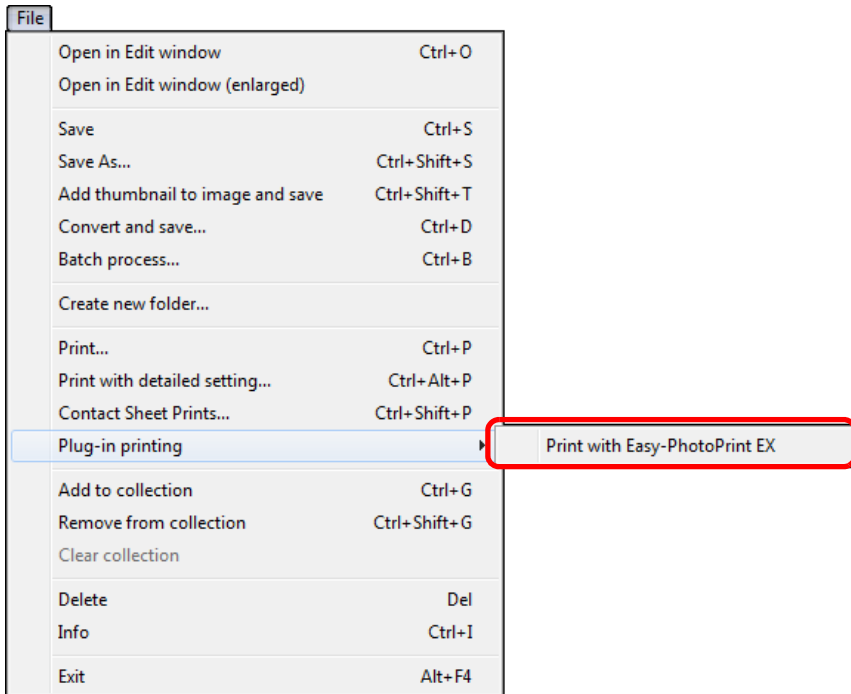 File
Open in Edit window Ctrl+O
Open in Edit window (enlarged)
Save Ctrl+S
Save As... Ctrl+Shift+S
Add thumbnail to image and save Ctrl+Shift+T
Convert and save... Ctrl+D
Batch process... Ctrl+B
Create new folder...
Print... Ctrl+P
Print with detailed setting... Ctrl+Alt+P
Contact Sheet Prints... Ctrl+Shift+P
Plug-in printing Print with Easy-PhotoPrint EX
Add to collection Ctrl+G
Remove from collection Ctrl+Shift+G
Clear collection
Delete Del
Info Ctrl+I
Exit Alt+F4